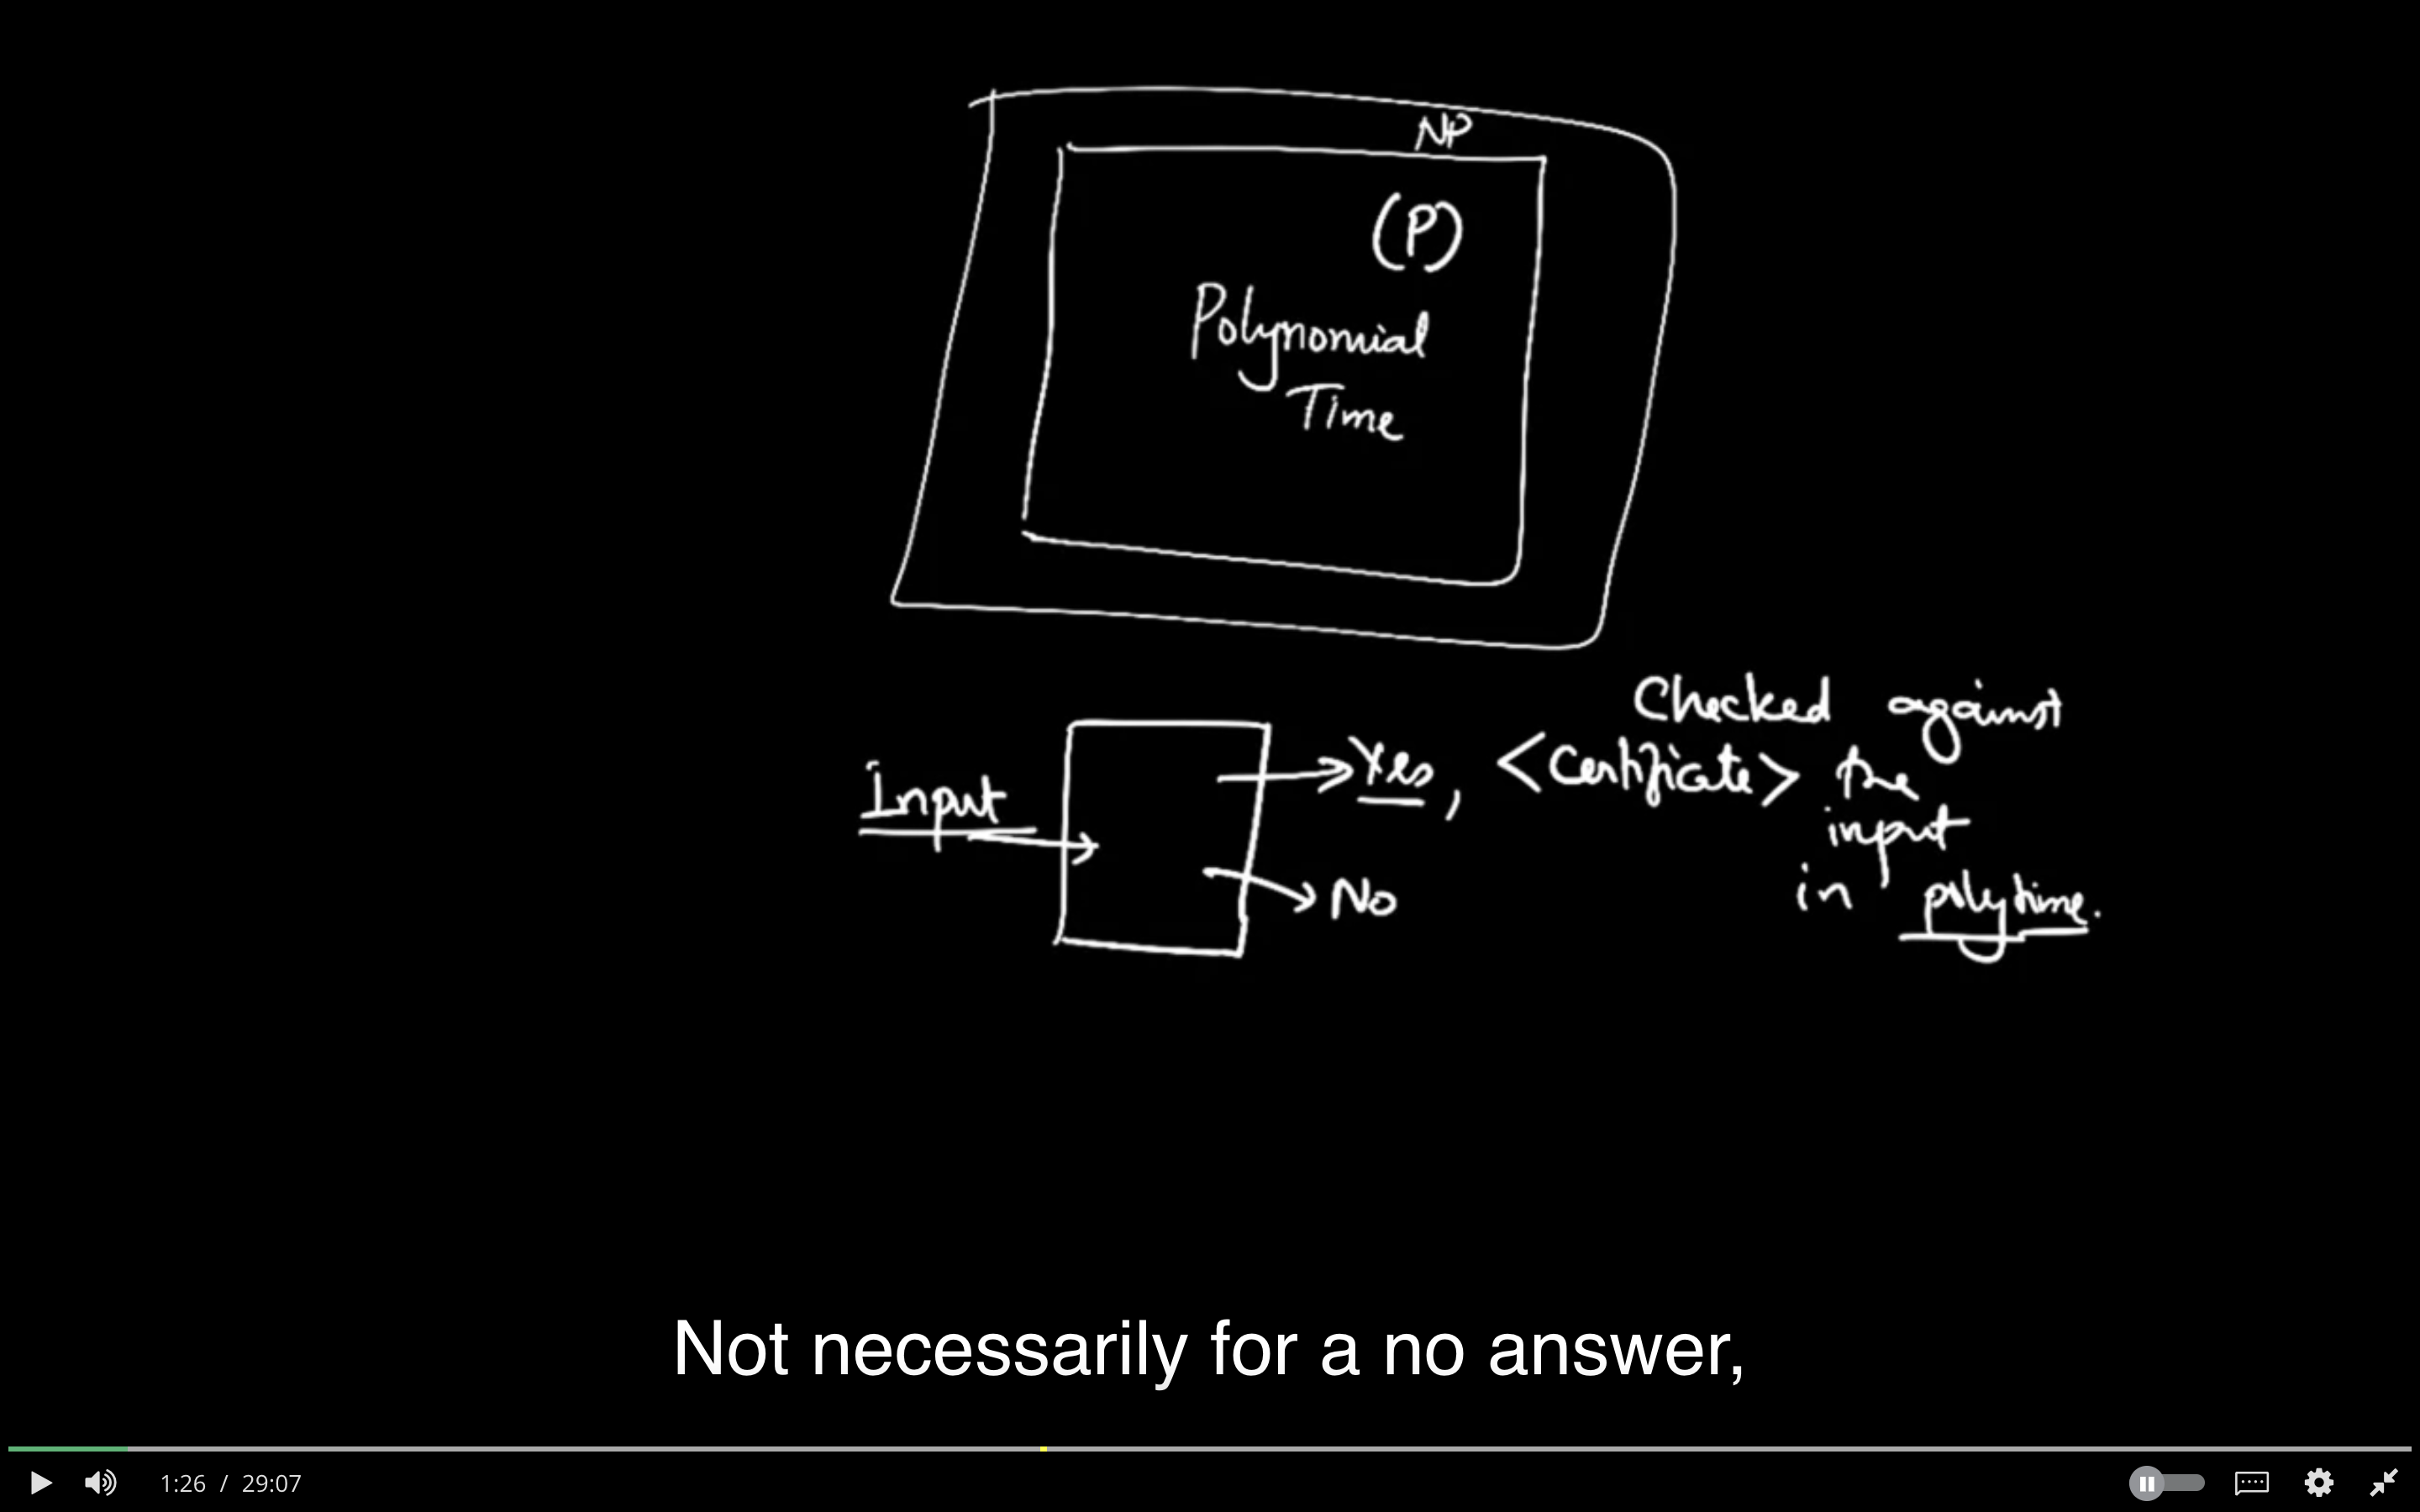 NP
(P)
Polynomial
Time
Checked against
Input
Yes, <Certificate> the
input
No
in polytime.
Not necessarily for a no answer,
1:26 / 29:07